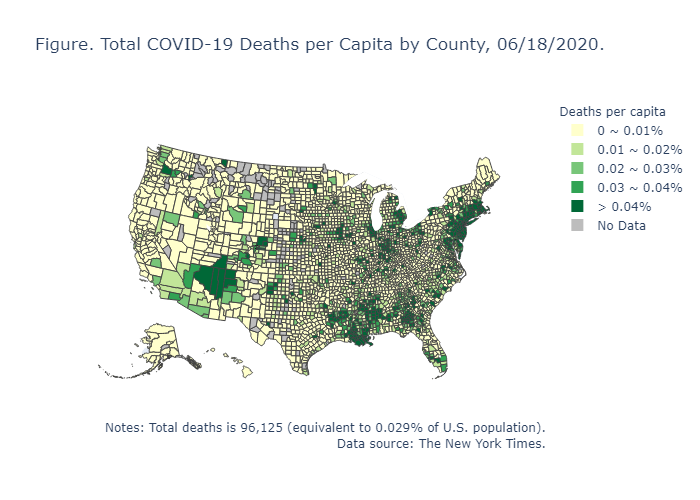 Figure. Total COVID-19 Deaths per Capita by County, 06/18/2020.
Deaths per capita
0 ~ 0.01%
0.01 ~ 0.02%
0.02 ~ 0.03%
0.03 ~ 0.04%
> 0.04%
No Data
Notes: Total deaths is 96,125 (equivalent to 0.029% of U.S. population).
Data source: The New York Times.